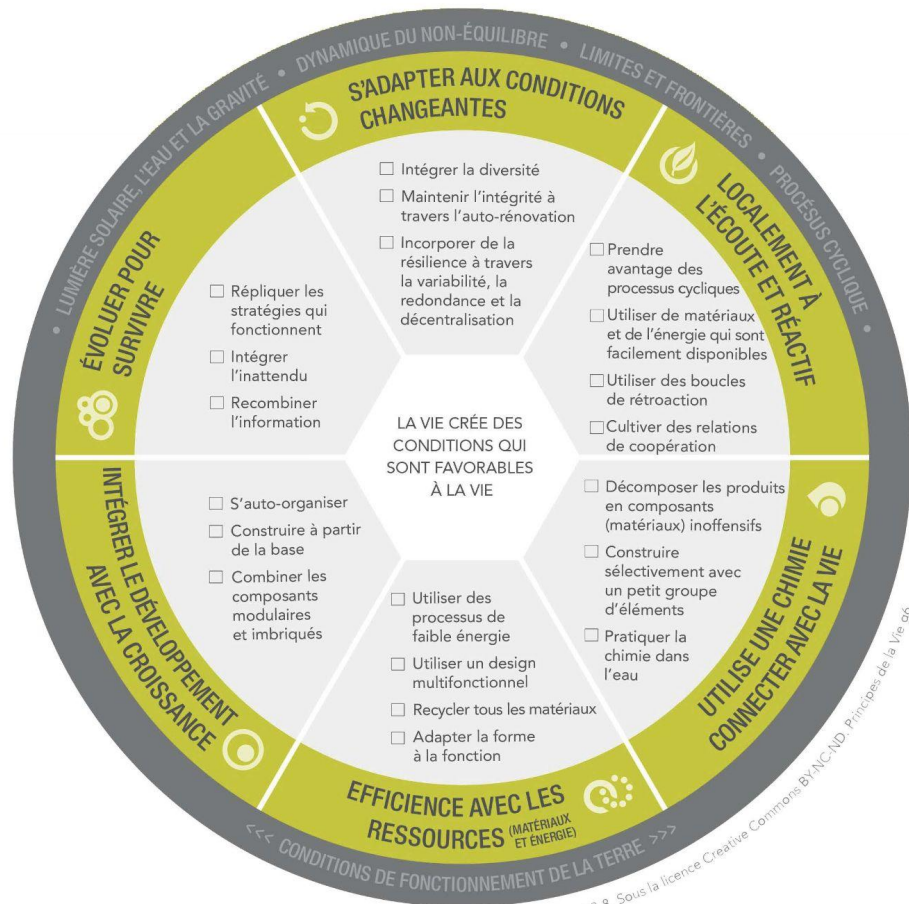 • LUMIÈRE SOLAIRE, L'EAU ET LA GRAVITÉ • DYNAMIQUE DU NON-ÉQUILIBRE • LIMITES ET FRONTIÈRES • PROCÉSUS CYCLIQUE •
S'ADAPTER AUX CONDITIONS
CHANGEANTES
☐ Intégrer la diversité
☐ Maintenir l'intégrité à
travers l'auto-rénovation
☐ Incorporer de la
résilience à travers
la variabilité, la
redondance et la
décentralisation
LOCALEMENT À
L'ÉCOUTE ET RÉACTIF
☐ Prendre
avantage des
processus cycliques
☐ Utiliser de matériaux
et de l'énergie qui sont
facilement disponibles
☐ Utiliser des boucles
de rétroaction
☐ Cultiver des relations
de coopération
UTILISE UNE CHIMIE
CONNECTER AVEC LA VIE
☐ Décomposer les produits
en composants
(matériaux) inoffensifs
☐ Construire
sélectivement avec
un petit groupe
d'éléments
☐ Pratiquer la
chimie dans
l'eau
EFFICIENCE AVEC LES
RESSOURCES (MATÉRIAUX
ET ÉNERGIE)
☐ Utiliser des
processus de
faible énergie
☐ Utiliser un design
multifonctionnel
☐ Recycler tous les matériaux
☐ Adapter la forme
à la fonction
INTÉGRER LE DÉVELOPPEMENT
AVEC LA CROISSANCE
☐ S'auto-organiser
☐ Construire à partir
de la base
☐ Combiner les
composants
modulaires
et imbriqués
ÉVOLUER POUR
SURVIVRE
☐ Répliquer les
stratégies qui
fonctionnent
☐ Intégrer
l'inattendu
☐ Recombiner
l'information
LA VIE CRÉE DES
CONDITIONS QUI
SONT FAVORABLES
À LA VIE
<<< CONDITIONS DE FONCTIONNEMENT DE LA TERRE >>>
Sous la licence Creative Commons BY-NC-ND. Principes de la Vie